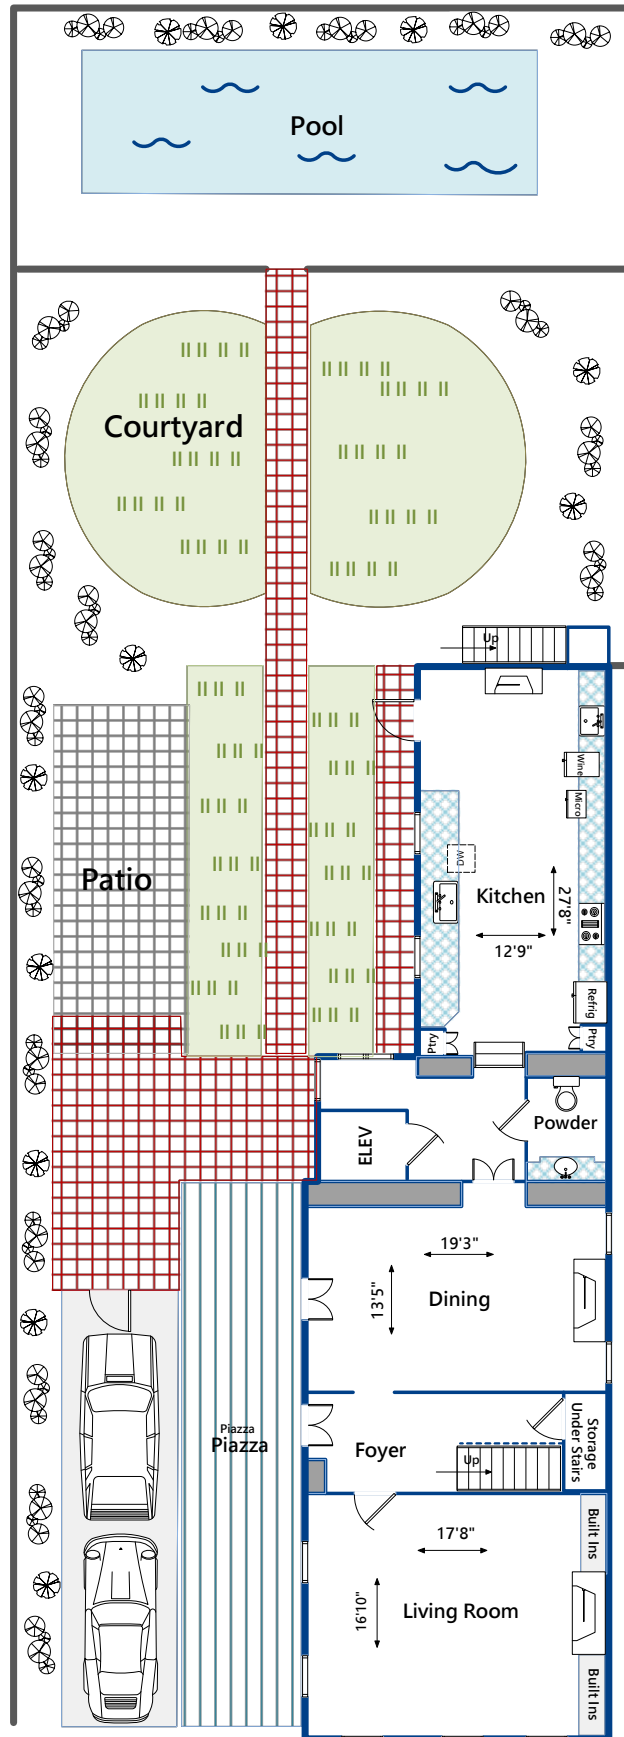 Pool
Courtyard
Up
Wine
Micro
Patio
DW
Kitchen
27'8"
12'9"
Refrig
Ptry
Ptry
Powder
ELEV
19'3"
13'5"
Dining
Piazza
Piazza
Foyer
Up
Storage
Under Stairs
Built Ins
17'8"
16'10"
Living Room
Built Ins